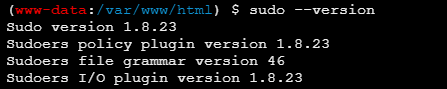 (www-data:/var/www/html) $ sudo --version
Sudo version 1.8.23
Sudoers policy plugin version 1.8.23
Sudoers file grammar version 46
Sudoers I/O plugin version 1.8.23